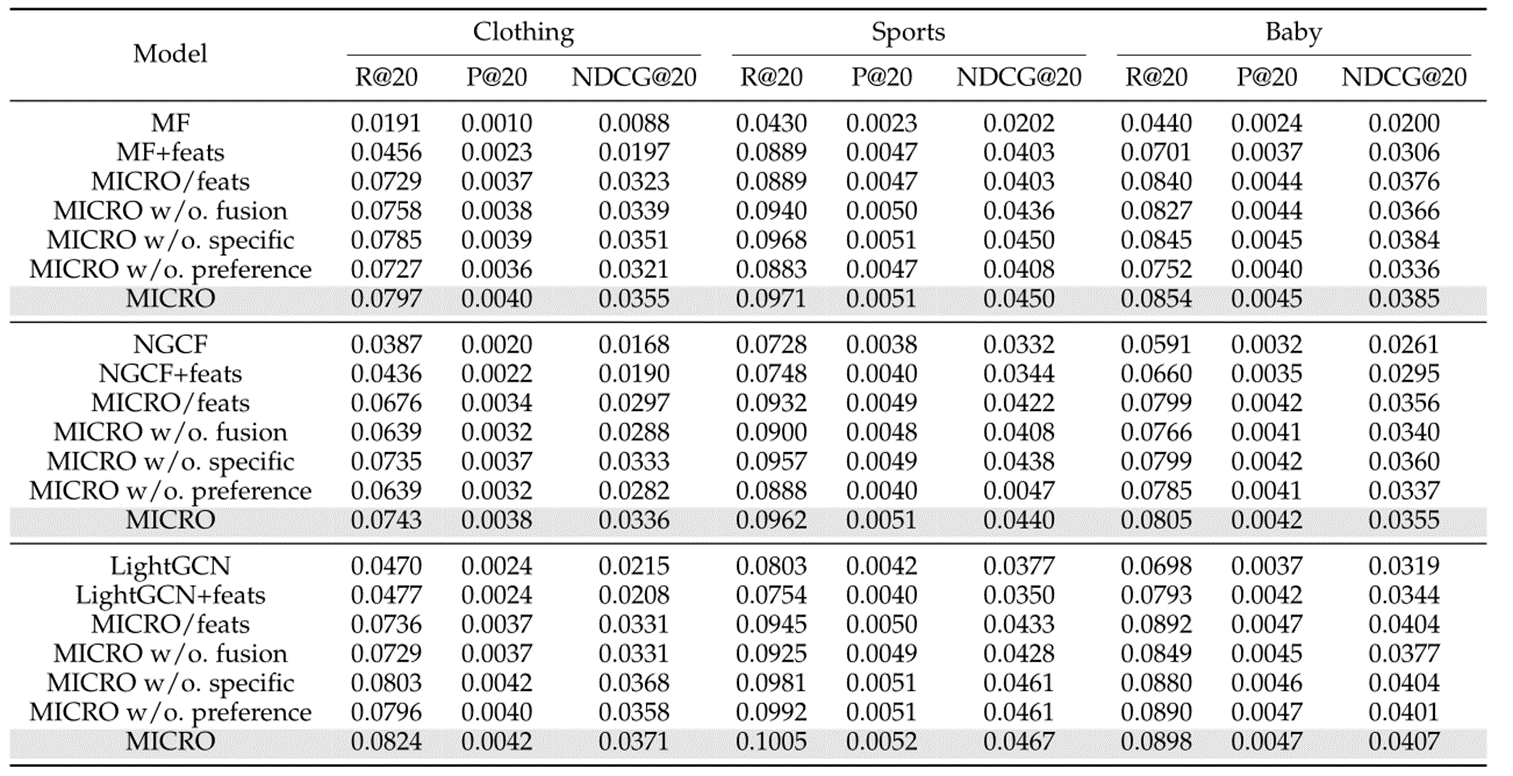 Model Clothing Sports Baby
R@20 P@20 NDCG@20 R@20 P@20 NDCG@20 R@20 P@20 NDCG@20
MF 0.0191 0.0010 0.0088 0.0430 0.0023 0.0202 0.0440 0.0024 0.0200
MF+feats 0.0456 0.0023 0.0197 0.0889 0.0047 0.0403 0.0701 0.0037 0.0306
MICRO/feats 0.0729 0.0037 0.0323 0.0889 0.0047 0.0403 0.0840 0.0044 0.0376
MICRO w/o. fusion 0.0758 0.0038 0.0339 0.0940 0.0050 0.0436 0.0827 0.0044 0.0366
MICRO w/o. specific 0.0785 0.0039 0.0351 0.0968 0.0051 0.0450 0.0845 0.0045 0.0384
MICRO w/o. preference 0.0727 0.0036 0.0321 0.0883 0.0047 0.0408 0.0752 0.0040 0.0336
MICRO 0.0797 0.0040 0.0355 0.0971 0.0051 0.0450 0.0854 0.0045 0.0385
NGCF 0.0387 0.0020 0.0168 0.0728 0.0038 0.0332 0.0591 0.0032 0.0261
NGCF+feats 0.0436 0.0022 0.0190 0.0748 0.0040 0.0344 0.0660 0.0035 0.0295
MICRO/feats 0.0676 0.0034 0.0297 0.0932 0.0049 0.0422 0.0799 0.0042 0.0356
MICRO w/o. fusion 0.0639 0.0032 0.0288 0.0900 0.0048 0.0408 0.0766 0.0041 0.0340
MICRO w/o. specific 0.0735 0.0037 0.0333 0.0957 0.0049 0.0438 0.0799 0.0042 0.0360
MICRO w/o. preference 0.0639 0.0032 0.0282 0.0888 0.0040 0.0047 0.0785 0.0041 0.0337
MICRO 0.0743 0.0038 0.0336 0.0962 0.0051 0.0440 0.0805 0.0042 0.0355
LightGCN 0.0470 0.0024 0.0215 0.0803 0.0042 0.0377 0.0698 0.0037 0.0319
LightGCN+feats 0.0477 0.0024 0.0208 0.0754 0.0040 0.0350 0.0793 0.0042 0.0344
MICRO/feats 0.0736 0.0037 0.0331 0.0945 0.0050 0.0433 0.0892 0.0047 0.0404
MICRO w/o. fusion 0.0729 0.0037 0.0331 0.0925 0.0049 0.0428 0.0849 0.0045 0.0377
MICRO w/o. specific 0.0803 0.0042 0.0368 0.0981 0.0051 0.0461 0.0880 0.0046 0.0404
MICRO w/o. preference 0.0796 0.0040 0.0358 0.0992 0.0051 0.0461 0.0890 0.0047 0.0401
MICRO 0.0824 0.0042 0.0371 0.1005 0.0052 0.0467 0.0898 0.0047 0.0407